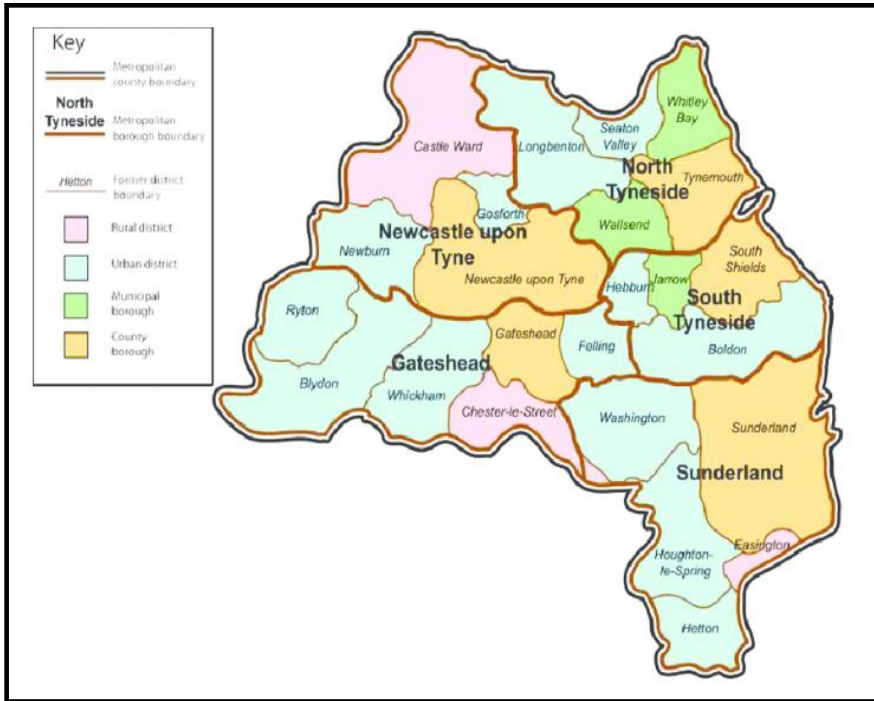 Key
Metropolitan
county boundary
North
Tyneside
Metropolitan
borough boundary
Hetton
Former district
boundary
Rural district
Urban district
Municipal
borough
County
borough
Whitley
Bay
Seaton
Valley
Castle Ward
Longbenton
North
Tyneside
Tynemouth
Gosforth
Wallsend
Newburn
Newcastle upon
Tyne
Newcastle upon Tyne
South
Shields
Hebburn
Jarrow
South
Tyneside
Ryton
Gateshead
Felling
Boldon
Gateshead
Blydon
Whickham
Chester-le-Street
Washington
Sunderland
Sunderland
Easington
Houghton-
le-Spring
Hetton